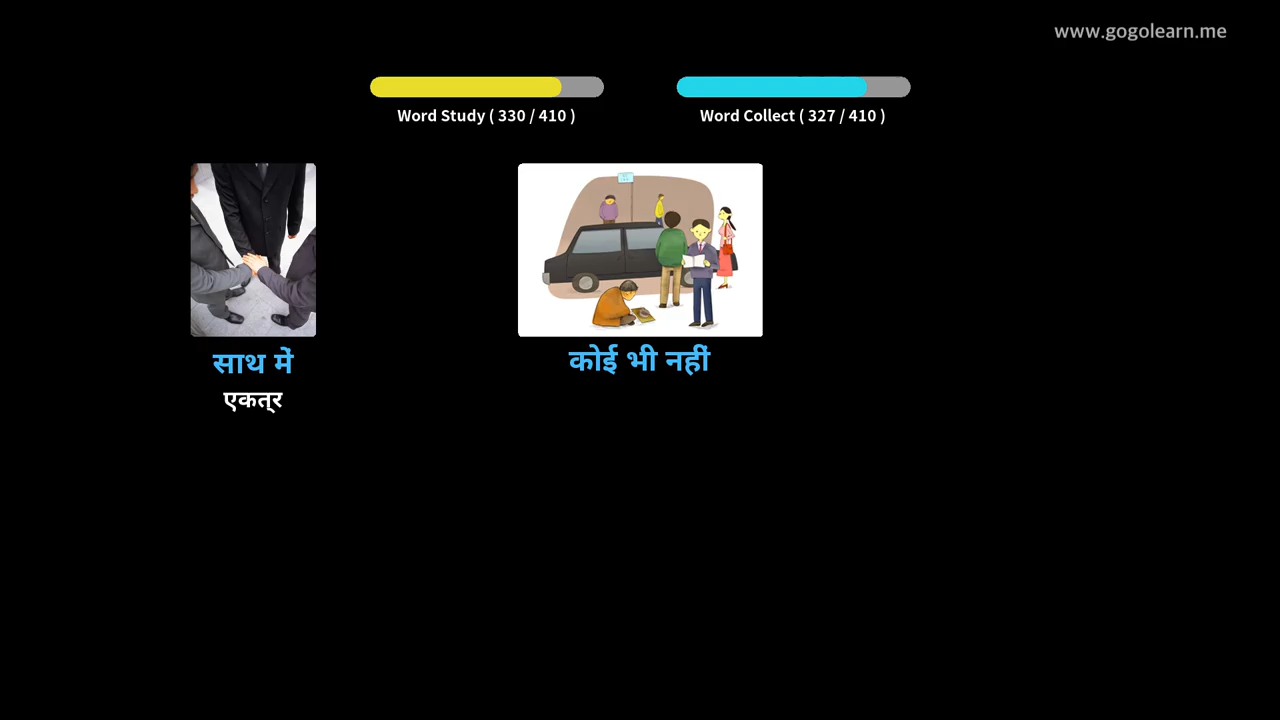 www.gogolearn.me
Word Study ( 330 / 410 )
Word Collect ( 327 / 410 )
साथ में
एकत्र
कोई भी नहीं